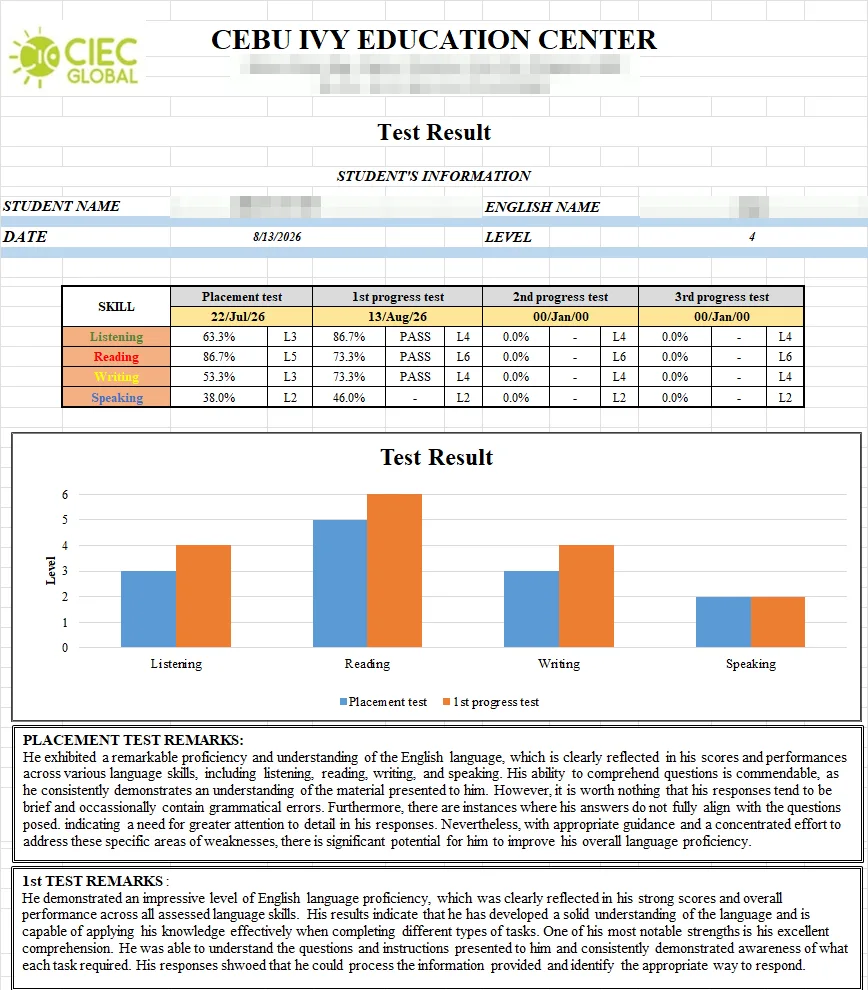 CIEC
GLOBAL
CEBU IVY EDUCATION CENTER
Test Result
STUDENT'S INFORMATION
STUDENT NAME ENGLISH NAME
DATE 8/13/2026 LEVEL 4
SKILL Placement test 1st progress test 2nd progress test 3rd progress test
22/Jul/26 13/Aug/26 00/Jan/00 00/Jan/00
Listening 63.3% L3 86.7% PASS L4 0.0% - L4 0.0% - L4
Reading 86.7% L5 73.3% PASS L6 0.0% - L6 0.0% - L6
Writing 53.3% L3 73.3% PASS L4 0.0% - L4 0.0% - L4
Speaking 38.0% L2 46.0% - L2 0.0% - L2 0.0% - L2
Test Result
Level
6
5
4
3
2
1
0
Listening Reading Writing Speaking
Placement test 1st progress test
PLACEMENT TEST REMARKS:
He exhibited a remarkable proficiency and understanding of the English language, which is clearly reflected in his scores and performances
across various language skills, including listening, reading, writing, and speaking. His ability to comprehend questions is commendable, as
he consistently demonstrates an understanding of the material presented to him. However, it is worth nothing that his responses tend to be
brief and occassionally contain grammatical errors. Furthermore, there are instances where his answers do not fully align with the questions
posed. indicating a need for greater attention to detail in his responses. Nevertheless, with appropriate guidance and a concentrated effort to
address these specific areas of weaknesses, there is significant potential for him to improve his overall language proficiency.
1st TEST REMARKS :
He demonstrated an impressive level of English language proficiency, which was clearly reflected in his strong scores and overall
performance across all assessed language skills. His results indicate that he has developed a solid understanding of the language and is
capable of applying his knowledge effectively when completing different types of tasks. One of his most notable strengths is his excellent
comprehension. He was able to understand the questions and instructions presented to him and consistently demonstrated awareness of what
each task required. His responses shwoed that he could process the information provided and identify the appropriate way to respond.